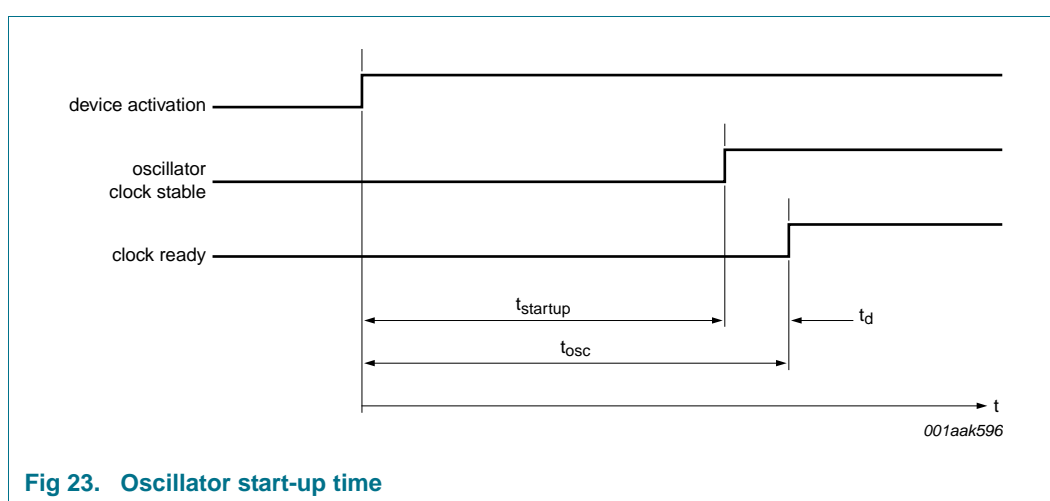 device activation
oscillator
clock stable
clock ready
tstartup
td
tosc
t
001aak596
Fig 23. Oscillator start-up time